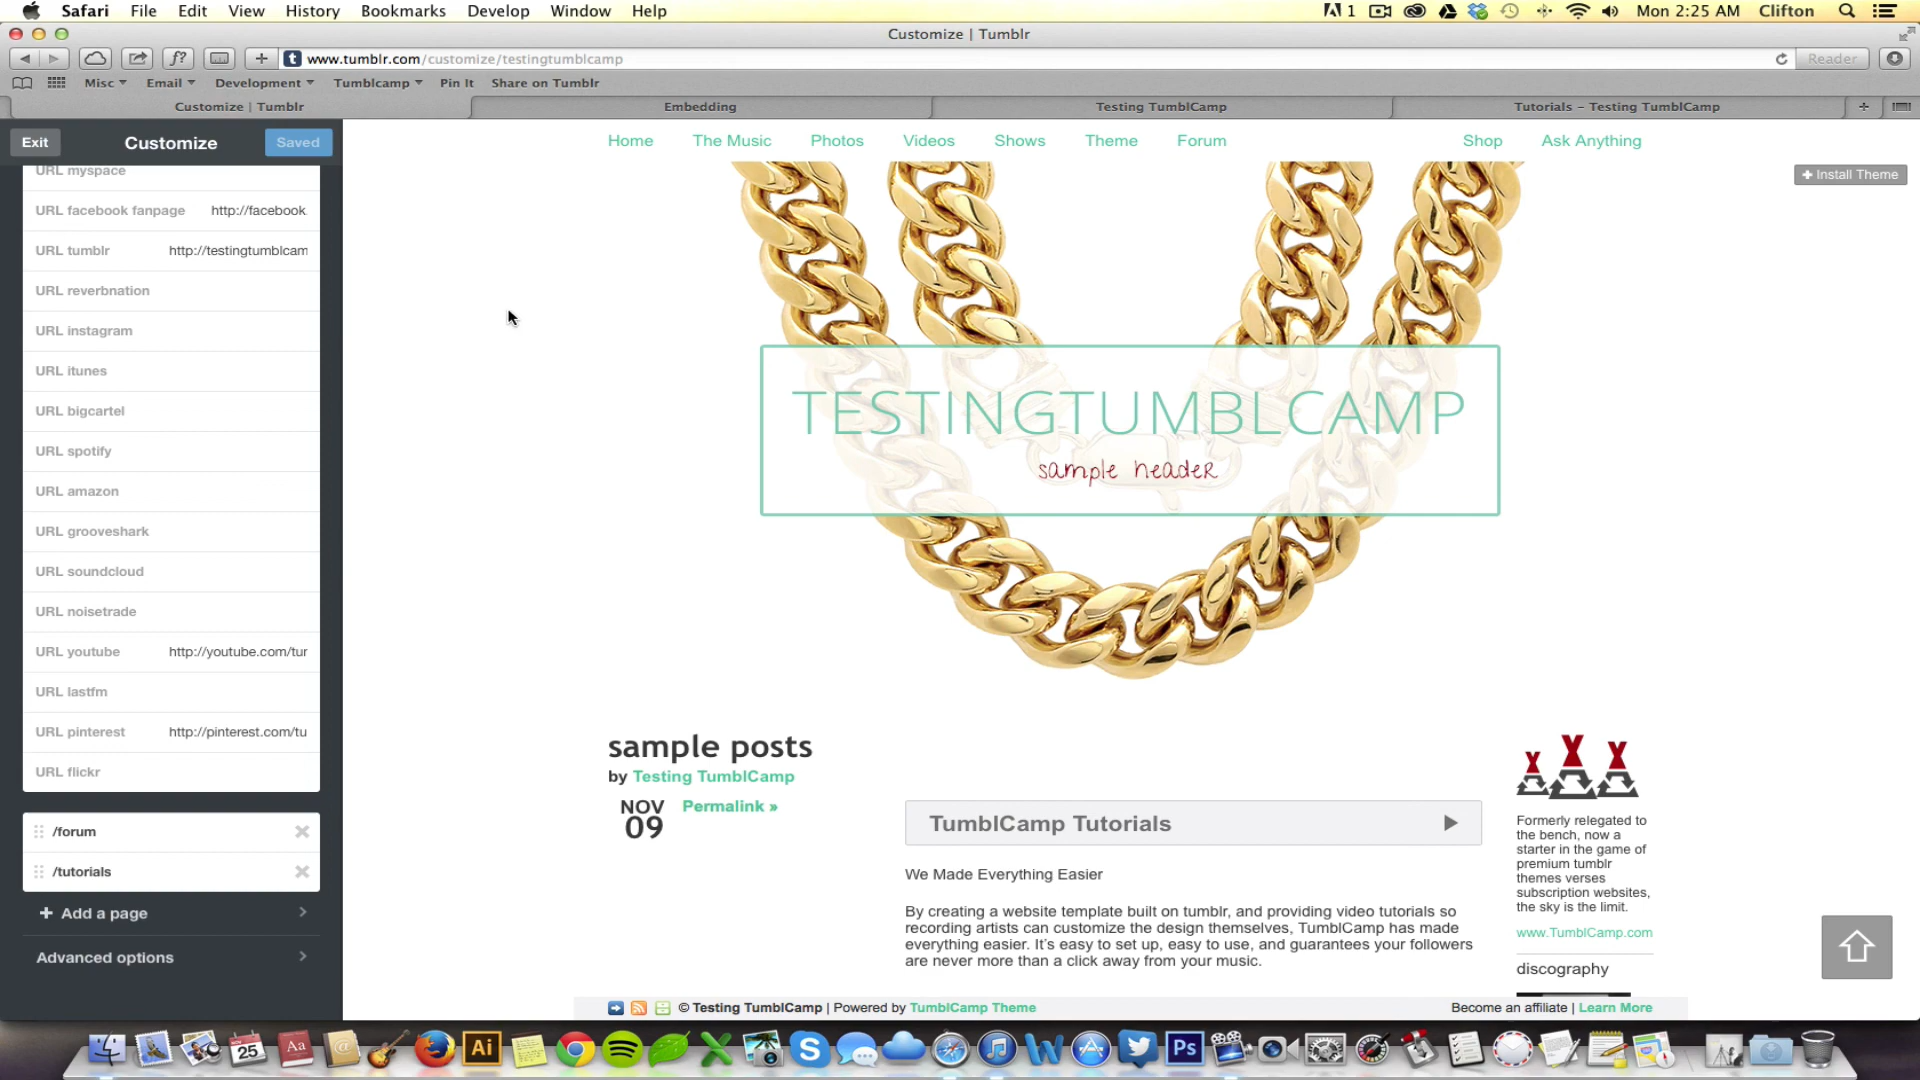 Safari File Edit View History Bookmarks Develop Window Help 1 Mon 2:25 AM Clifton
Customize | Tumblr
www.tumblr.com/customize/testingtumblcamp Reader
Misc Email Development Tumblcamp Pin It Share on Tumblr
Customize | Tumblr Embedding Testing TumblCamp Tutorials – Testing TumblCamp
Exit Customize Saved
URL myspace
URL facebook fanpage http://facebook.
URL tumblr http://testingtumblcam
URL reverbnation
URL instagram
URL itunes
URL bigcartel
URL spotify
URL amazon
URL grooveshark
URL soundcloud
URL noisetrade
URL youtube http://youtube.com/tur
URL lastfm
URL pinterest http://pinterest.com/tu
URL flickr
/forum
/tutorials
Add a page
Advanced options
Home The Music Photos Videos Shows Theme Forum Shop Ask Anything
Install Theme
TESTINGTUMBLCAMP
sample header
sample posts
by Testing TumblCamp
NOV
09
Permalink »
TumblCamp Tutorials
We Made Everything Easier
By creating a website template built on tumblr, and providing video tutorials so
recording artists can customize the design themselves, TumblCamp has made
everything easier. It's easy to set up, easy to use, and guarantees your followers
are never more than a click away from your music.
Formerly relegated to
the bench, now a
starter in the game of
premium tumblr
themes verses
subscription websites,
the sky is the limit.
www.TumblCamp.com
discography
© Testing TumblCamp | Powered by TumblCamp Theme
Become an affiliate | Learn More
25 Aa Ai Ps